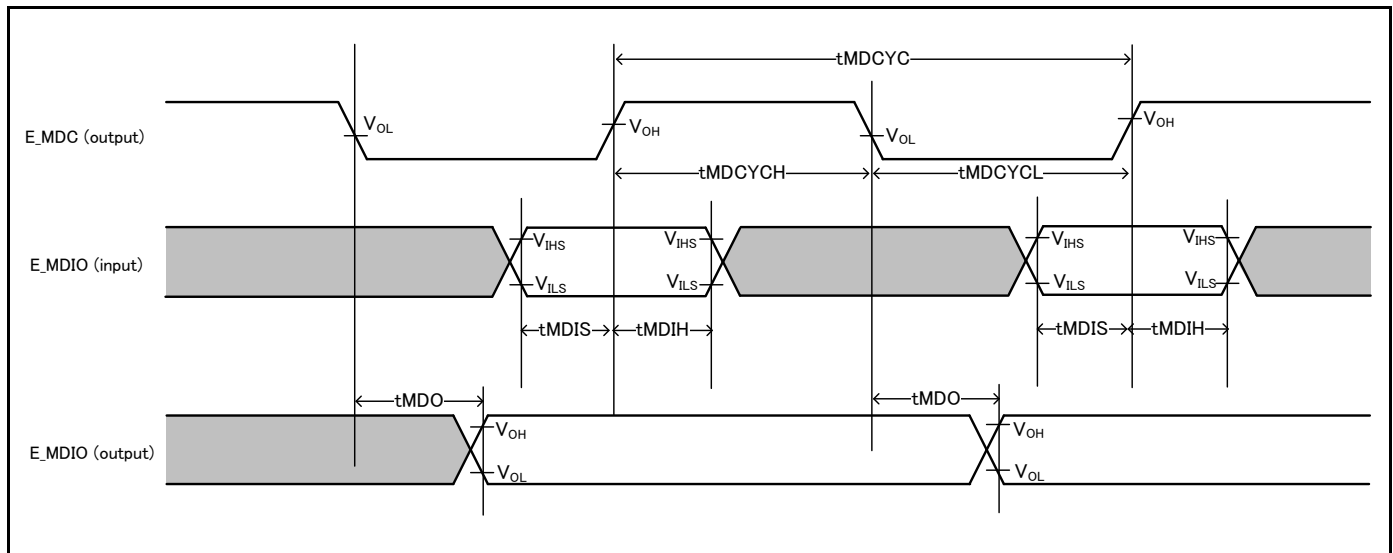 tMDCYC
E_MDC (output)
VOL
VOH
VOL
VOH
tMDCYCH
tMDCYCL
E_MDIO (input)
VIHS
VIHS
VIHS
VIHS
VILS
VILS
VILS
VILS
tMDIS
tMDIH
tMDIS
tMDIH
tMDO
tMDO
E_MDIO (output)
VOH
VOH
VOL
VOL